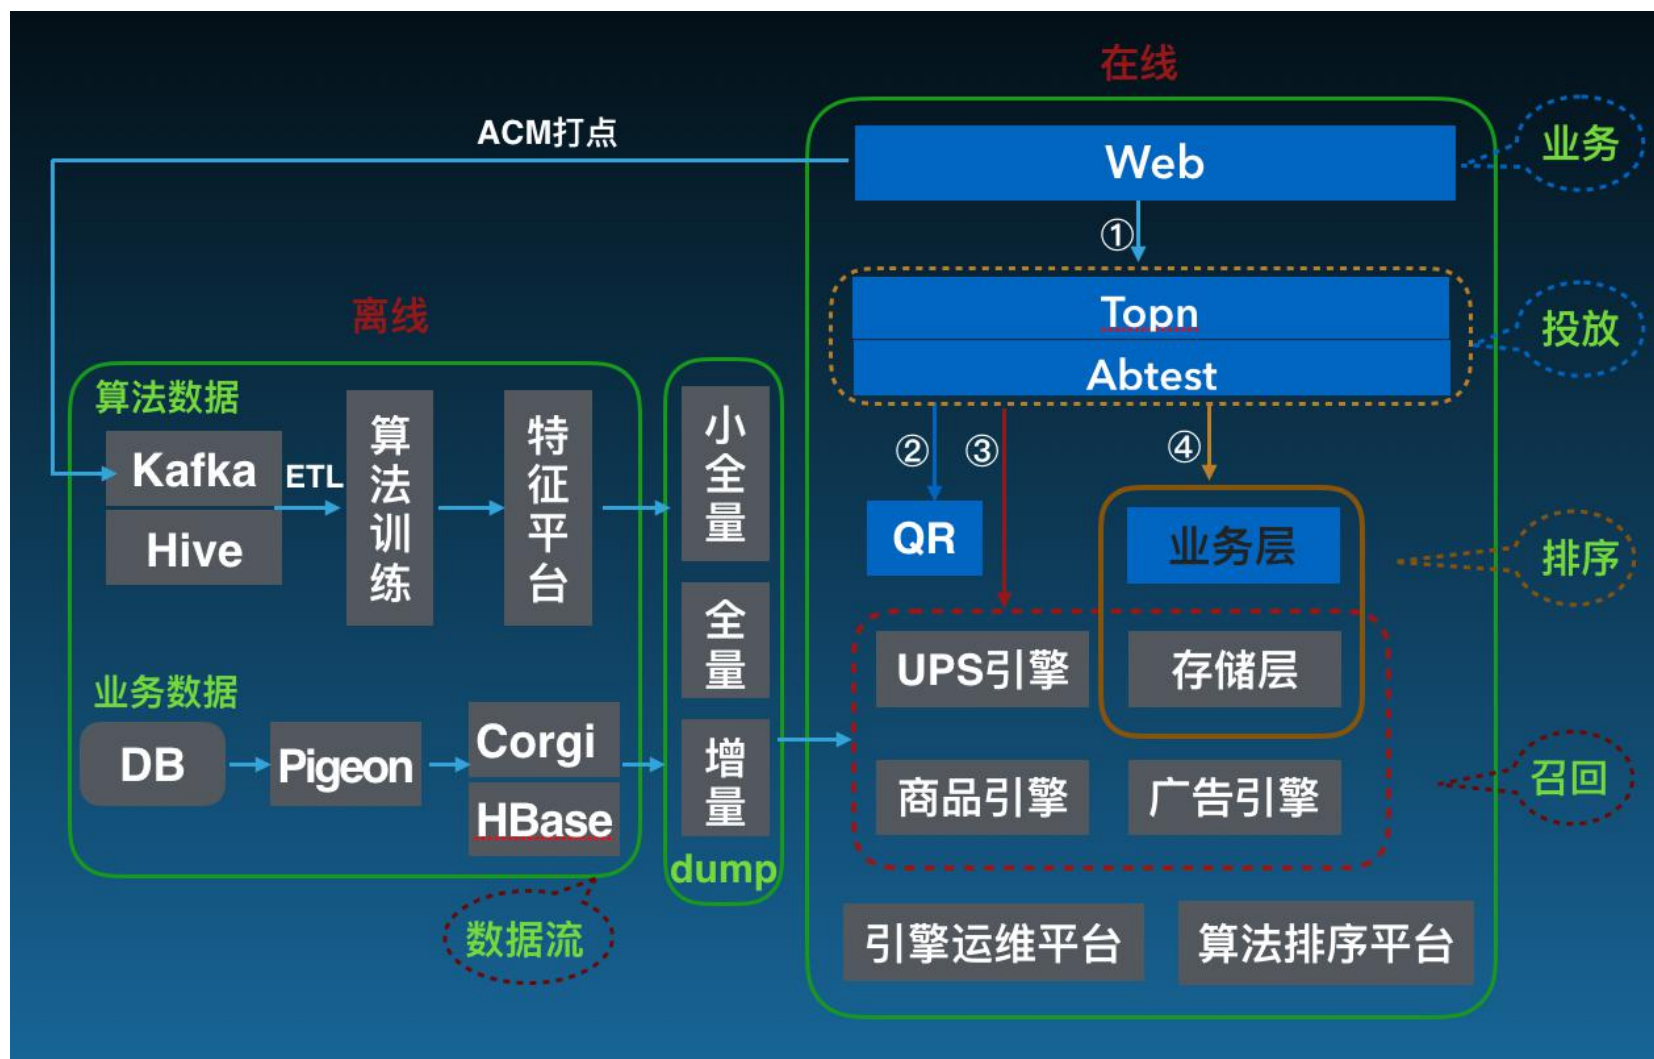 在线
ACM打点
Web
业务
①
离线
Topn
投放
Abtest
算法数据
Kafka
ETL
Hive
算法训练
特征平台
小全量
②
③
④
QR
业务层
排序
全量
UPS引擎
存储层
业务数据
DB
Pigeon
Corgi
HBase
增量
商品引擎
广告引擎
召回
dump
数据流
引擎运维平台
算法排序平台